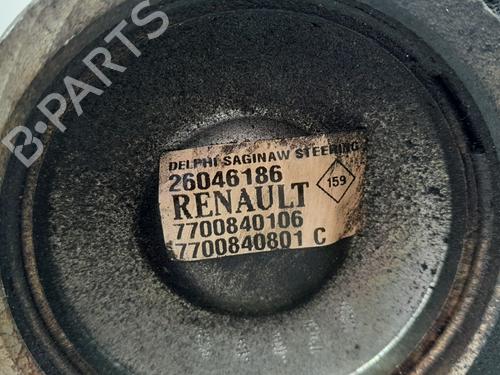 B-PARTS
DELPHI SAGINAW STEERING
26046186
RENAULT
159
7700840106
7700840801 C